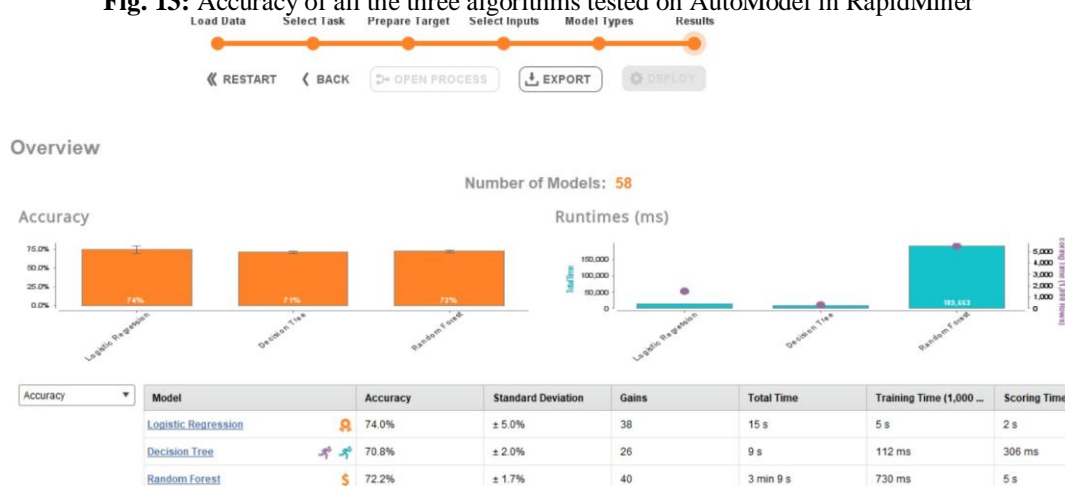 Fig. 13: Accuracy of all the three algorithms tested on AutoModel in RapidMiner
Load Data Select Task Prepare Target Select Inputs Model Types Results
RESTART BACK OPEN PROCESS EXPORT DEPLOY
Overview
Number of Models: 58
Accuracy
75.0%
50.0%
25.0%
0.0%
74% 71% 72%
Logistic Regression Decision Tree Random Forest
Runtimes (ms)
Total Time
150,000
100,000
50,000
0
189,663
5,000
4,000
3,000
2,000
1,000
0
Logistic Regression Decision Tree Random Forest
Accuracy
Model Accuracy Standard Deviation Gains Total Time Training Time (1,000 ... Scoring Time
Logistic Regression 74.0% ± 5.0% 38 15 s 5 s 2 s
Decision Tree 70.8% ± 2.0% 26 9 s 112 ms 306 ms
Random Forest $ 72.2% ± 1.7% 40 3 min 9 s 730 ms 5 s